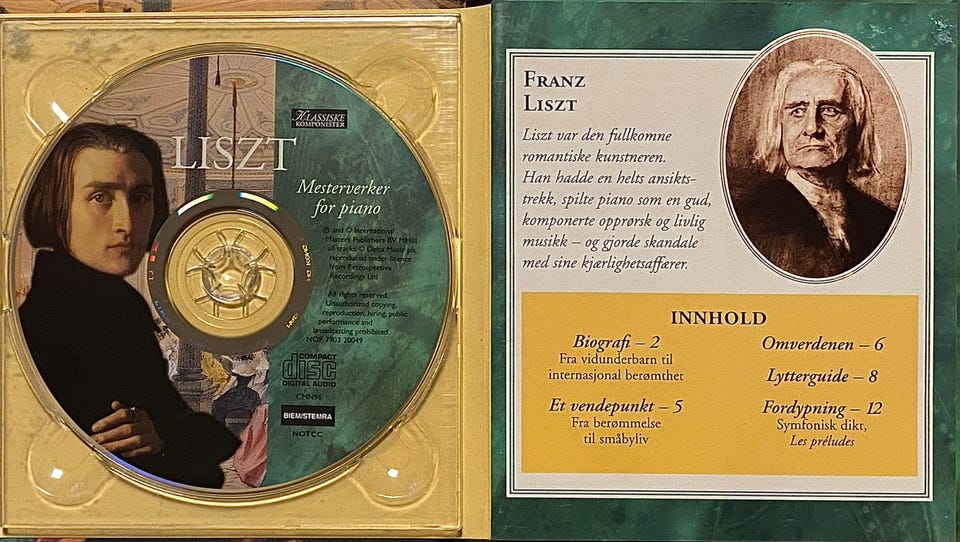 KLASSISKE
KOMPONISTER
LISZT
Mesterverker
for piano
℗ and © International
Masters Publishers BV MMIII
all tracks © Delta Music plc
reproduced under licence
from Retrospective
Recordings Ltd
All rights reserved.
Unauthorized copying,
reproduction, hiring, public
performance and
broadcasting prohibited.
NOP 7903 20049
COMPACT
disc
DIGITAL AUDIO
CMN96
BIEM/STEMRA
NOTCC
FRANZ
LISZT
Liszt var den fullkomne
romantiske kunstneren.
Han hadde en helts ansikts-
trekk, spilte piano som en gud,
komponerte opprørsk og livlig
musikk – og gjorde skandale
med sine kjærlighetsaffærer.
INNHOLD
Biografi – 2
Fra vidunderbarn til
internasjonal berømthet
Et vendepunkt – 5
Fra berømmelse
til småbyliv
Omverdenen – 6
Lytterguide – 8
Fordypning – 12
Symfonisk dikt,
Les préludes